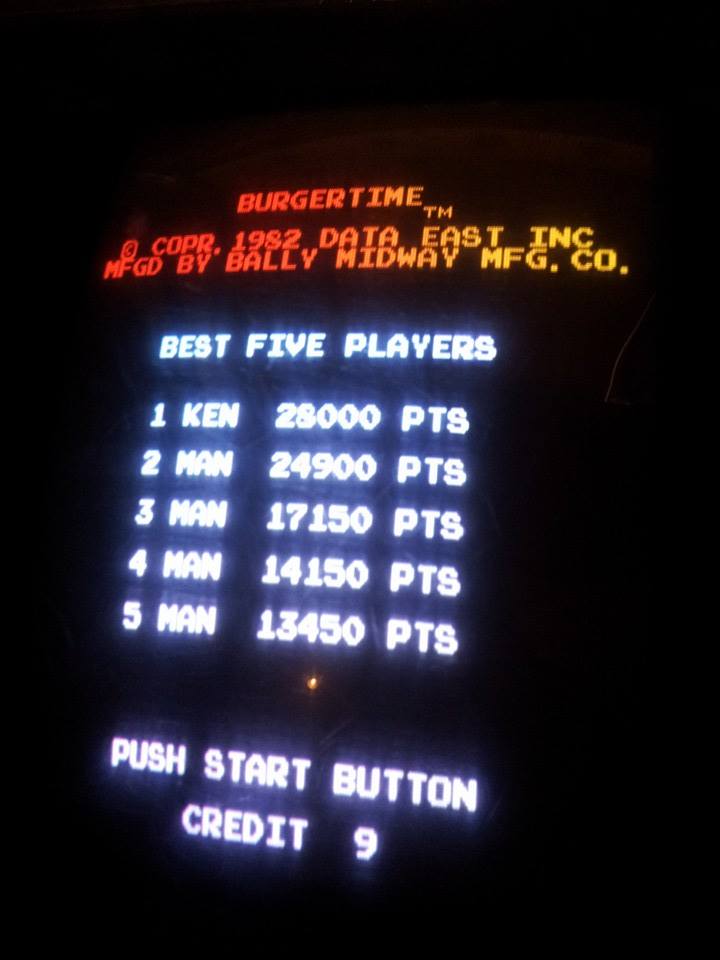 BURGERTIME™
© COPR. 1982 DATA EAST INC
MFGD BY BALLY MIDWAY MFG. CO.
BEST FIVE PLAYERS
1 KEN 28000 PTS
2 MAN 24900 PTS
3 MAN 17150 PTS
4 MAN 14150 PTS
5 MAN 13450 PTS
PUSH START BUTTON
CREDIT 9